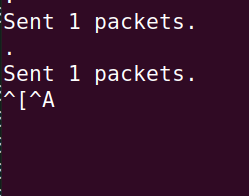 .
Sent 1 packets.
.
Sent 1 packets.
^[^A